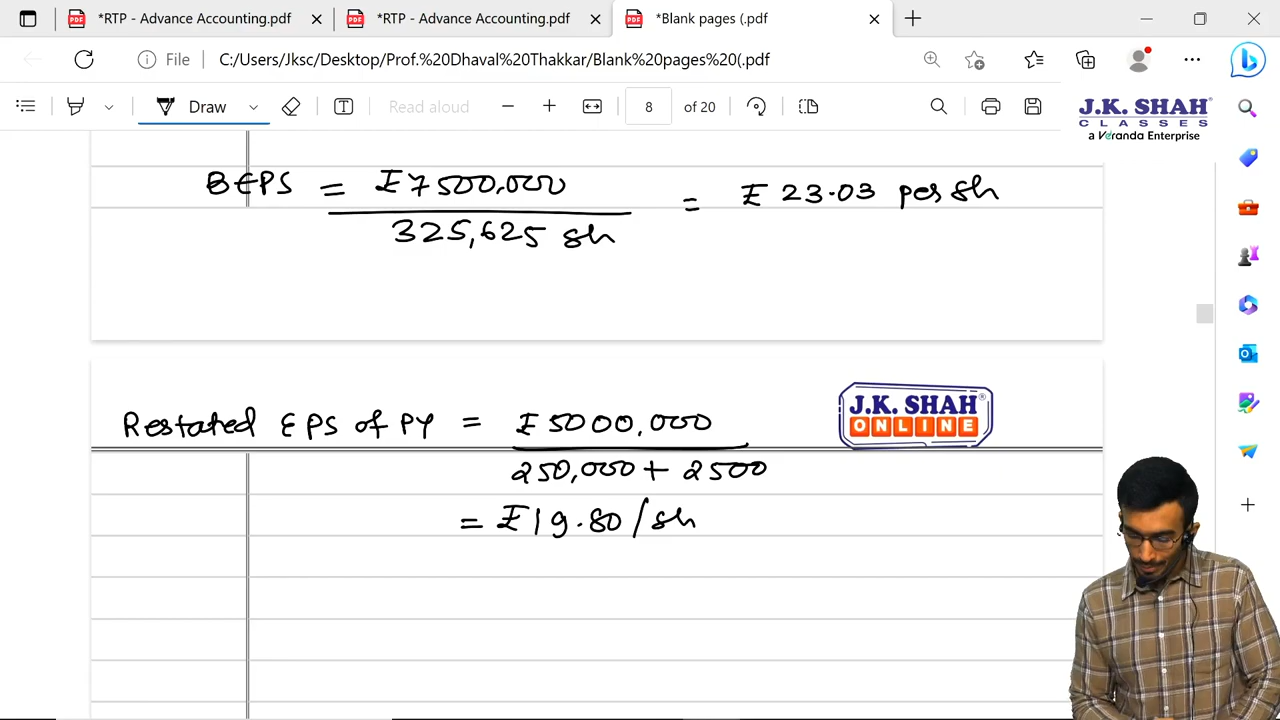 *RTP - Advance Accounting.pdf
*RTP - Advance Accounting.pdf
*Blank pages (.pdf
File C:/Users/Jksc/Desktop/Prof.%20Dhaval%20Thakkar/Blank%20pages%20(.pdf
Draw Read aloud 8 of 20
J.K. SHAH®
CLASSES
a Veranda Enterprise
BEPS = ₤7500,000 / 325,625 sh = ₤ 23.03 per sh
J.K. SHAH®
ONLINE
Restated EPS of PY = ₤5000,000
250,000 + 2500
= ₤19.80/sh